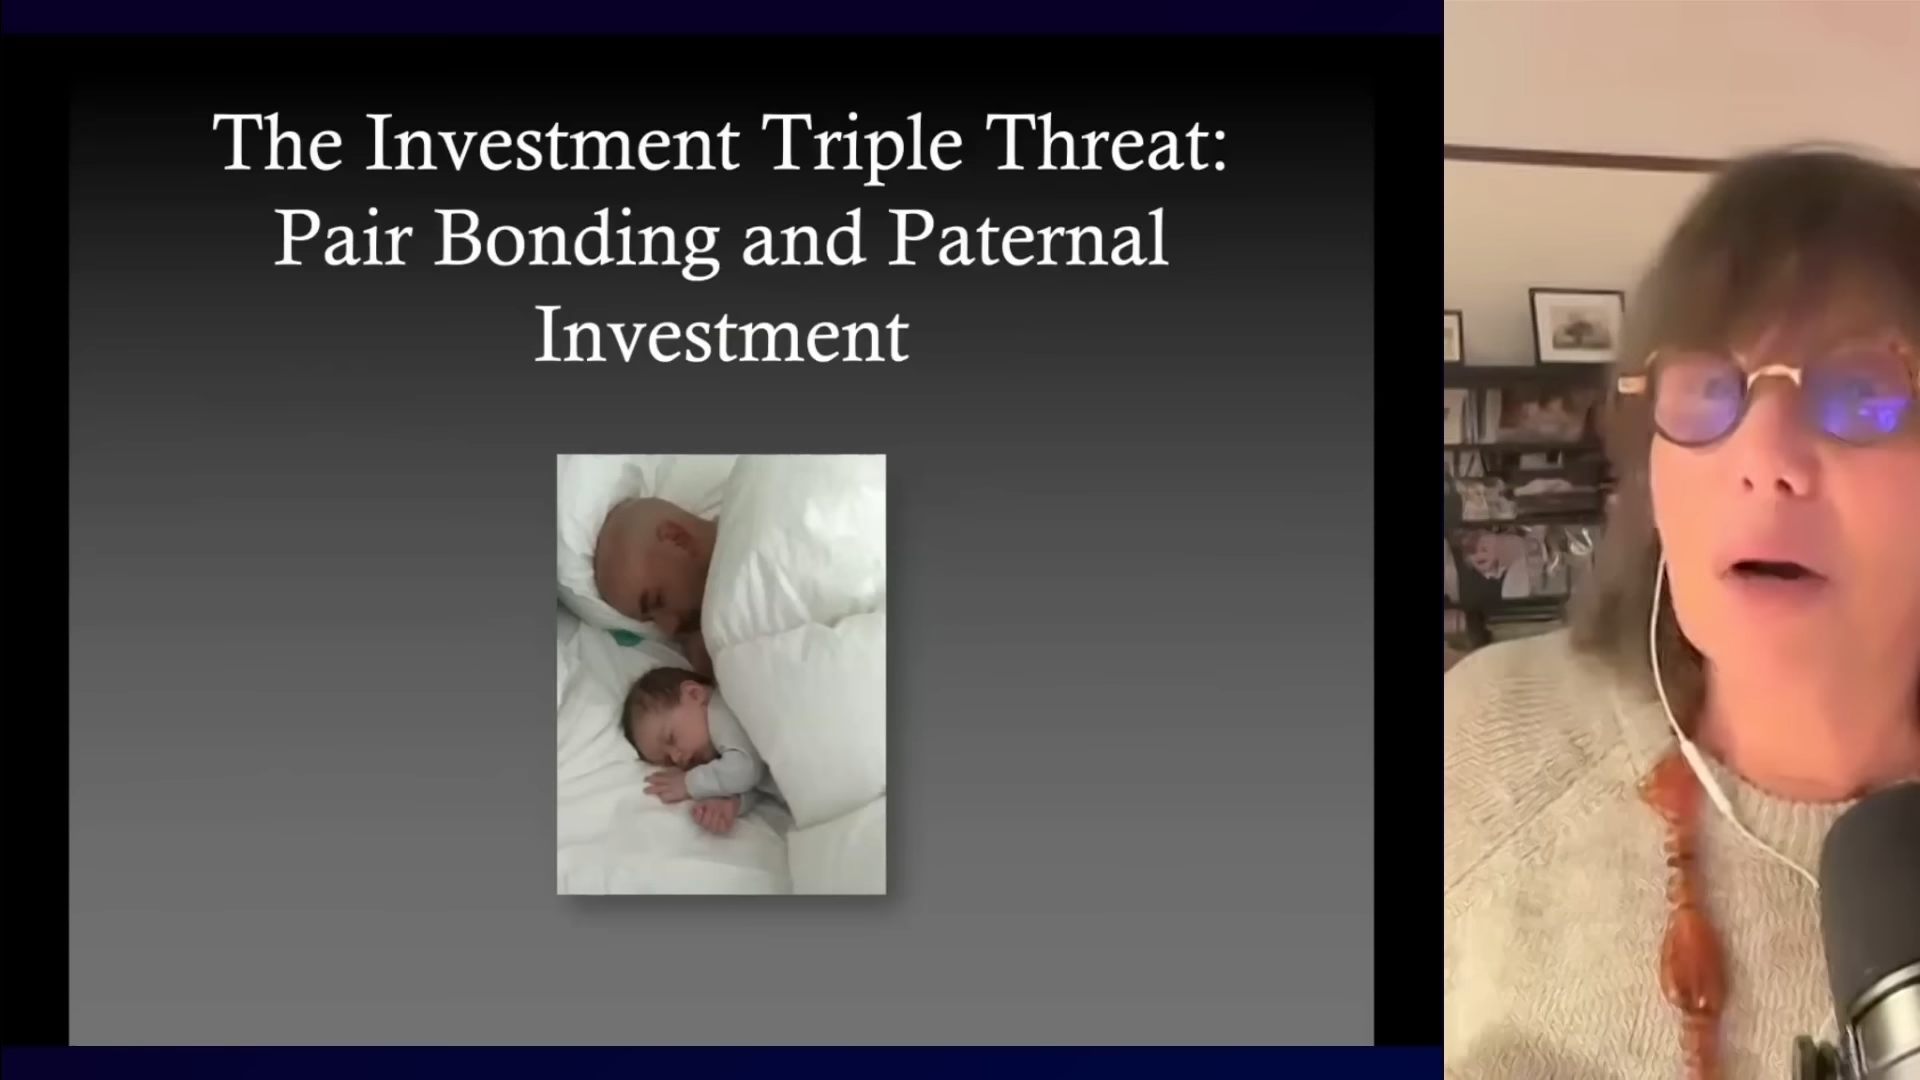 The Investment Triple Threat:
Pair Bonding and Paternal
Investment